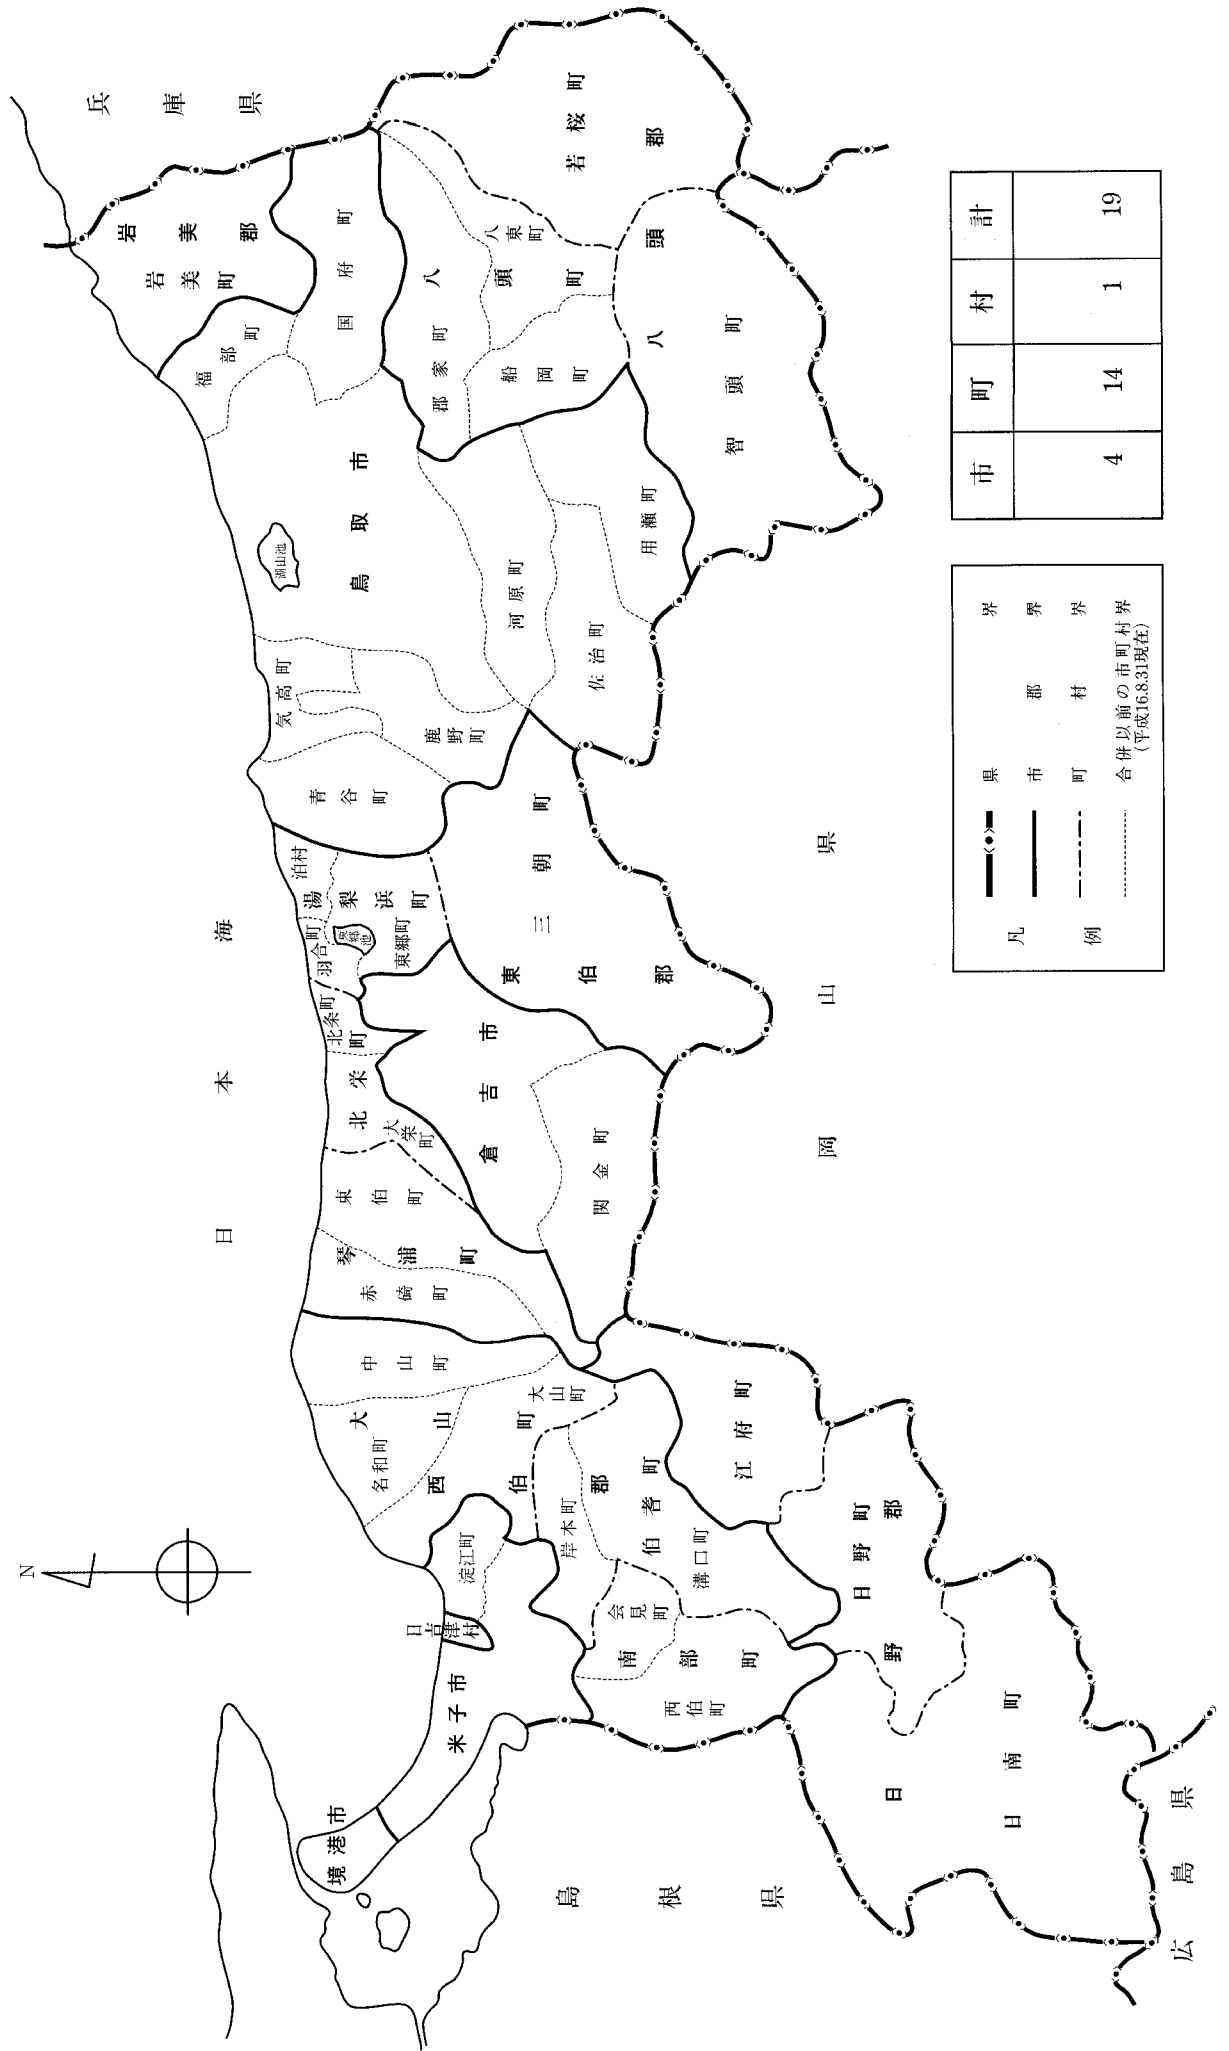 N
日本海
兵庫県
岡山県
島根県
広島県
岩美郡
岩美町
福部町
国府町
鳥取市
湖山池
気高町
鹿野町
青谷町
河原町
佐治町
用瀬町
八頭郡
八頭町
郡家町
船岡町
八東町
若桜町
智頭町
東伯郡
湯梨浜町
泊村
羽合町
東郷町
東郷池
三朝町
倉吉市
関金町
北栄町
北条町
大栄町
琴浦町
東伯町
赤碕町
西伯郡
大山町
中山町
名和町
大山町
淀江町
日吉津村
米子市
境港市
伯耆町
岸本町
溝口町
南部町
会見町
西伯町
日野郡
江府町
日野町
日南町
日
凡例
県界
市郡界
町村界
合併以前の市町村界
(平成16.8.31現在)
市 町 村 計
4 14 1 19